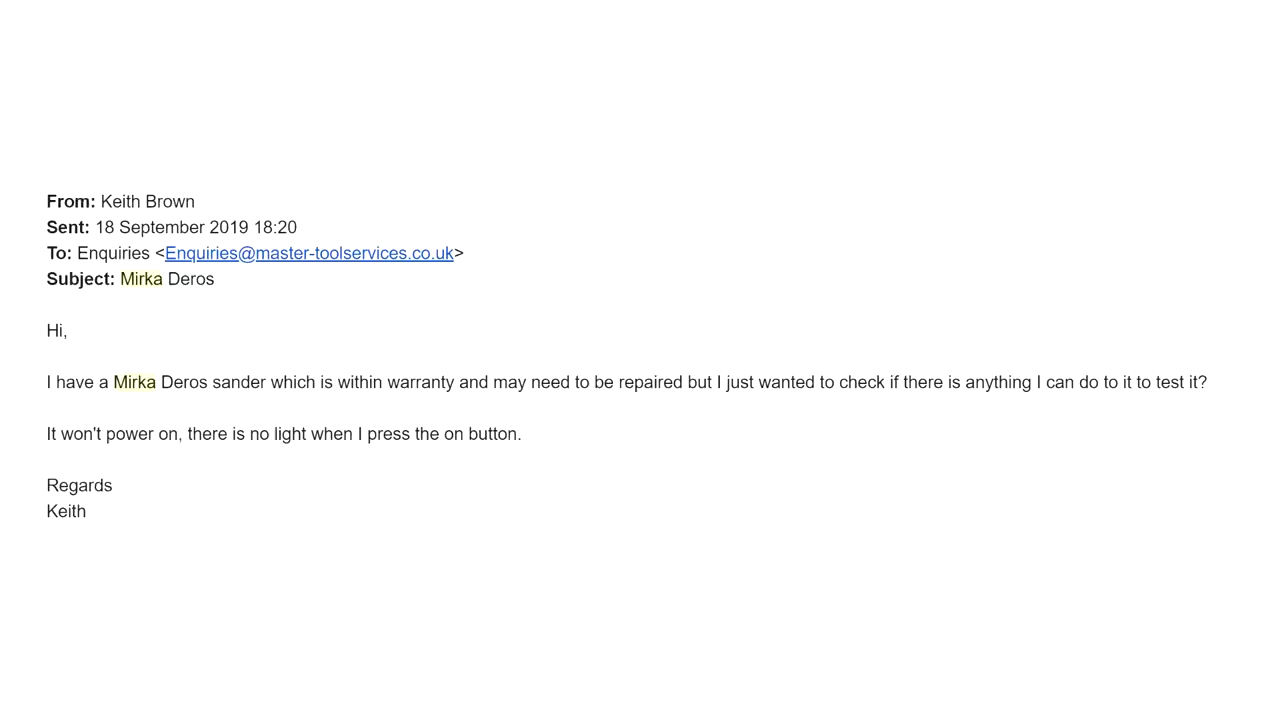 From: Keith Brown
Sent: 18 September 2019 18:20
To: Enquiries <Enquiries@master-toolservices.co.uk>
Subject: Mirka Deros
Hi,
I have a Mirka Deros sander which is within warranty and may need to be repaired but I just wanted to check if there is anything I can do to it to test it?
It won't power on, there is no light when I press the on button.
Regards
Keith